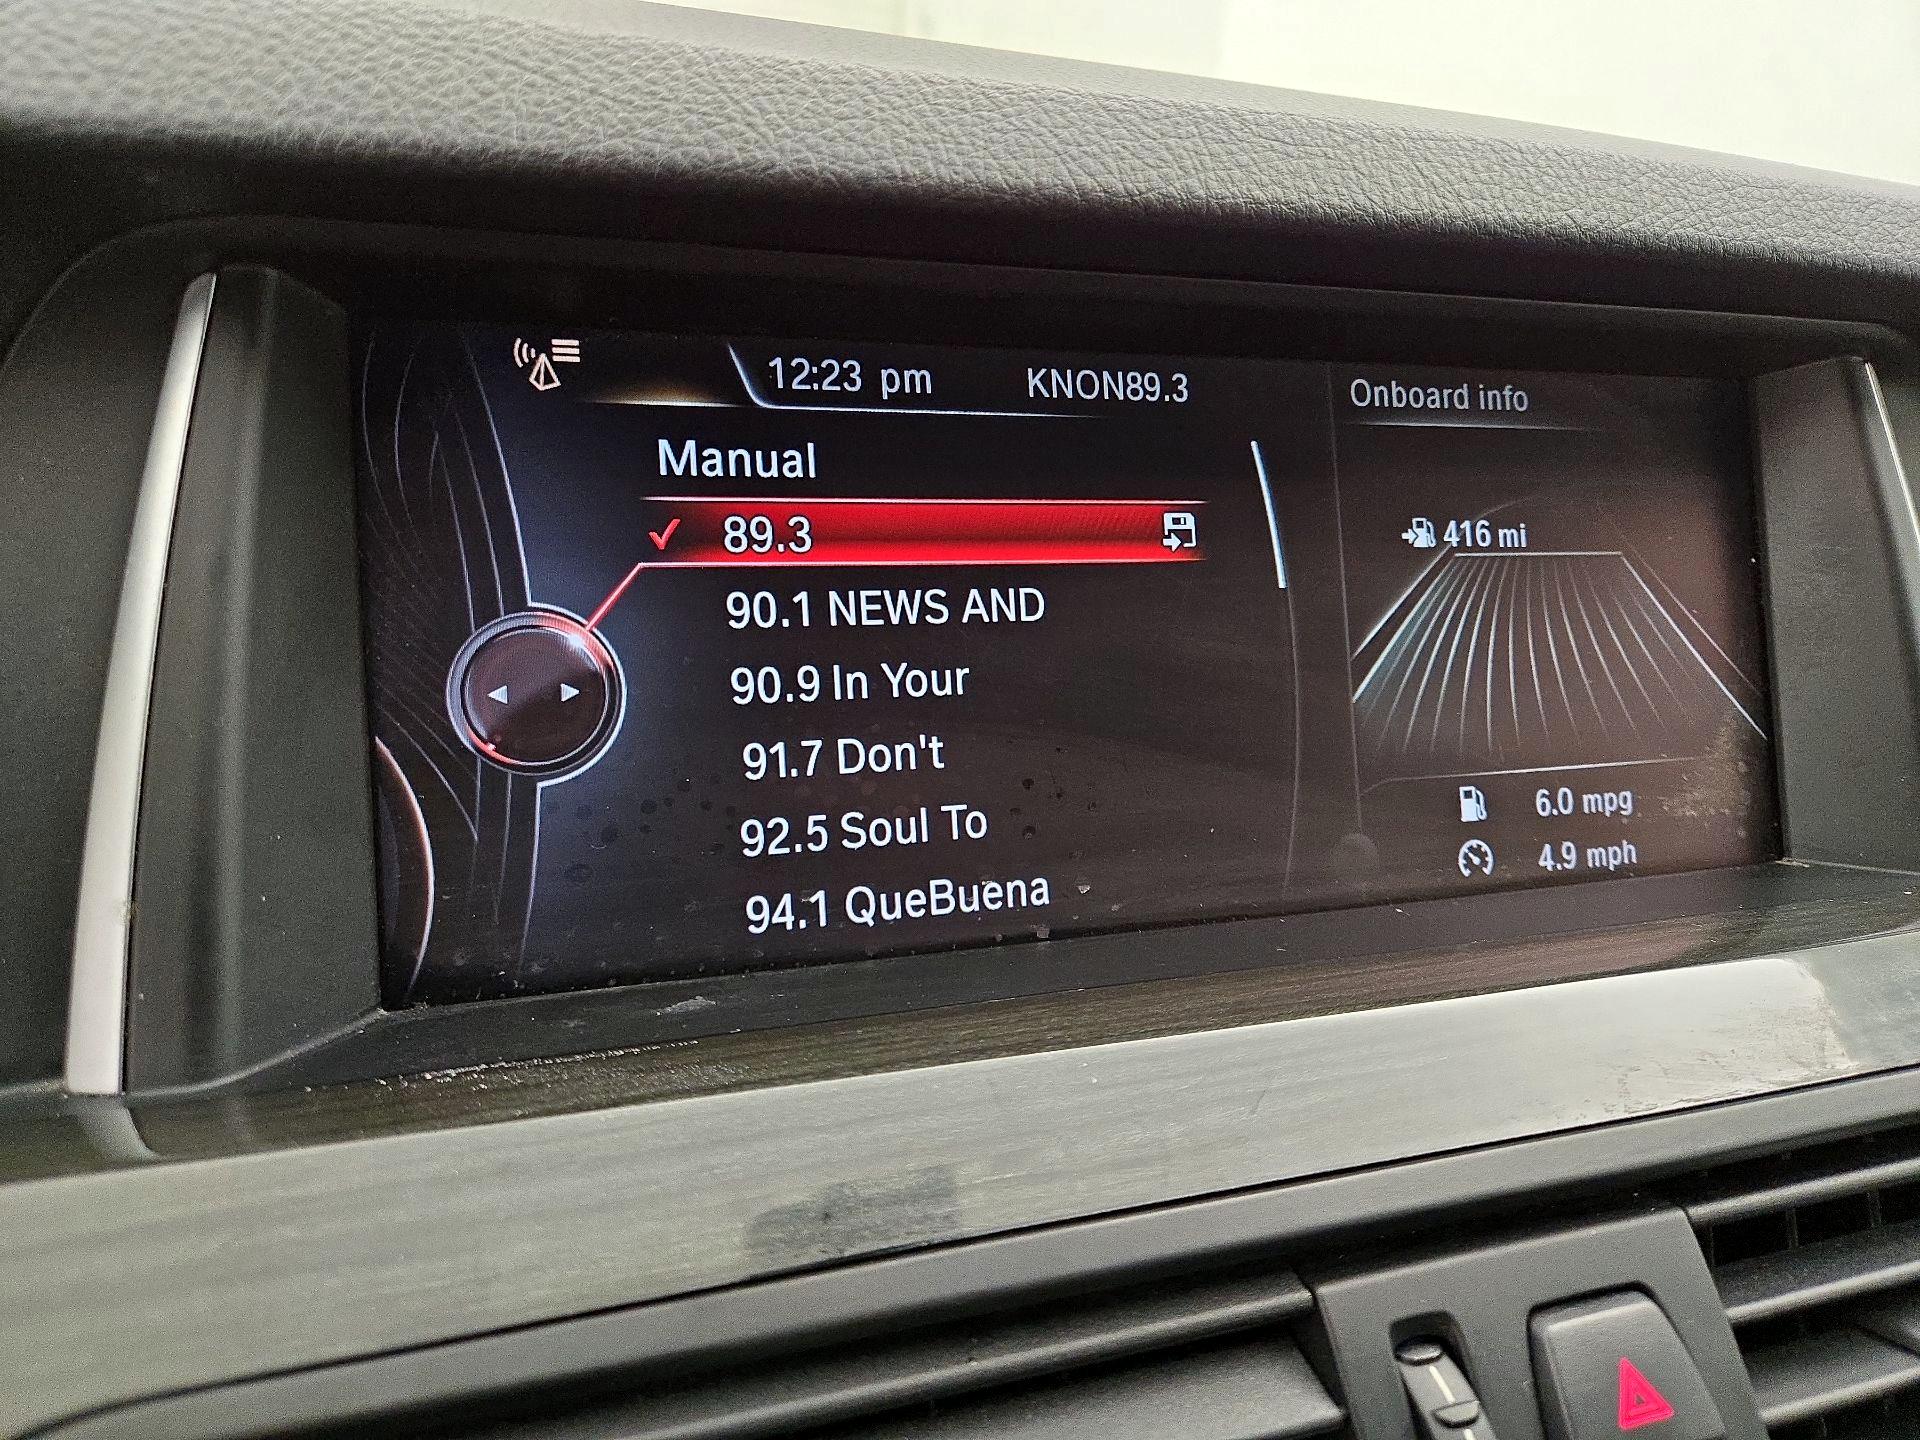 12:23 pm KNON89.3
Manual
89.3
90.1 NEWS AND
90.9 In Your
91.7 Don't
92.5 Soul To
94.1 QueBuena
Onboard info
416 mi
6.0 mpg
4.9 mph